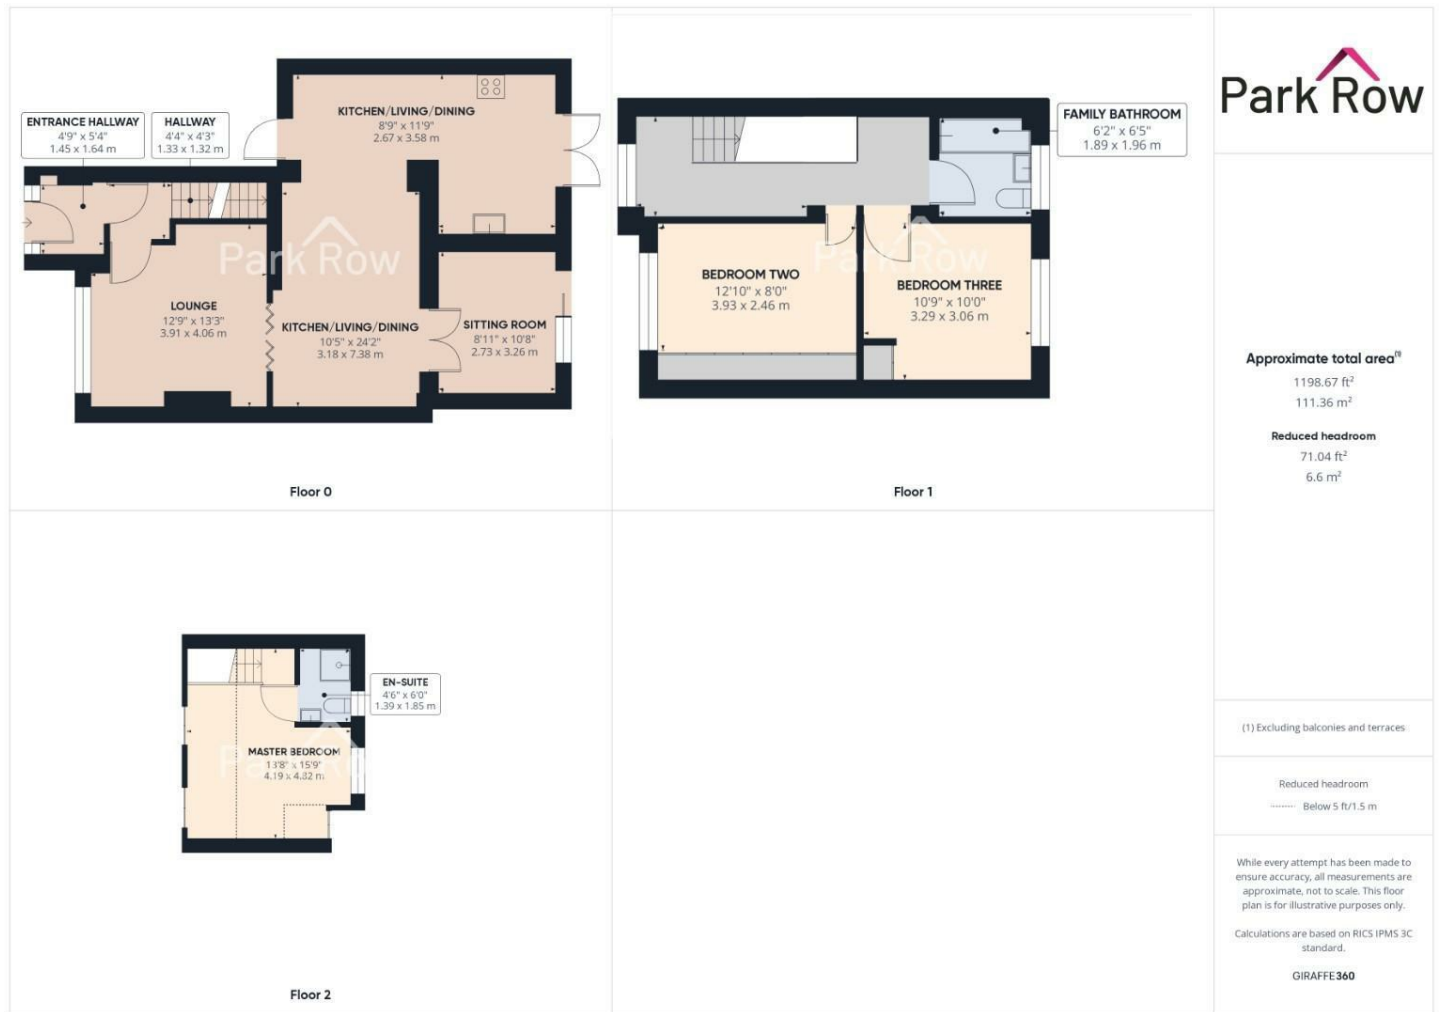 ENTRANCE HALLWAY
4'9" x 5'4"
1.45 x 1.64 m
HALLWAY
4'4" x 4'3"
1.33 x 1.32 m
KITCHEN/LIVING/DINING
8'9" x 11'9"
2.67 x 3.58 m
Park Row
LOUNGE
12'9" x 13'3"
3.91 x 4.06 m
KITCHEN/LIVING/DINING
10'5" x 24'2"
3.18 x 7.38 m
SITTING ROOM
8'11" x 10'8"
2.73 x 3.26 m
Floor 0
FAMILY BATHROOM
6'2" x 6'5"
1.89 x 1.96 m
Park Row
BEDROOM TWO
12'10" x 8'0"
3.93 x 2.46 m
BEDROOM THREE
10'9" x 10'0"
3.29 x 3.06 m
Floor 1
EN-SUITE
4'6" x 6'0"
1.39 x 1.85 m
Park Row
MASTER BEDROOM
13'8" x 15'9"
4.19 x 4.82 m
Floor 2
Park Row
Approximate total area(1)
1198.67 ft²
111.36 m²
Reduced headroom
71.04 ft²
6.6 m²
(1) Excluding balconies and terraces
Reduced headroom
Below 5 ft/1.5 m
While every attempt has been made to
ensure accuracy, all measurements are
approximate, not to scale. This floor
plan is for illustrative purposes only.
Calculations are based on RICS IPMS 3C
standard.
GIRAFFE360